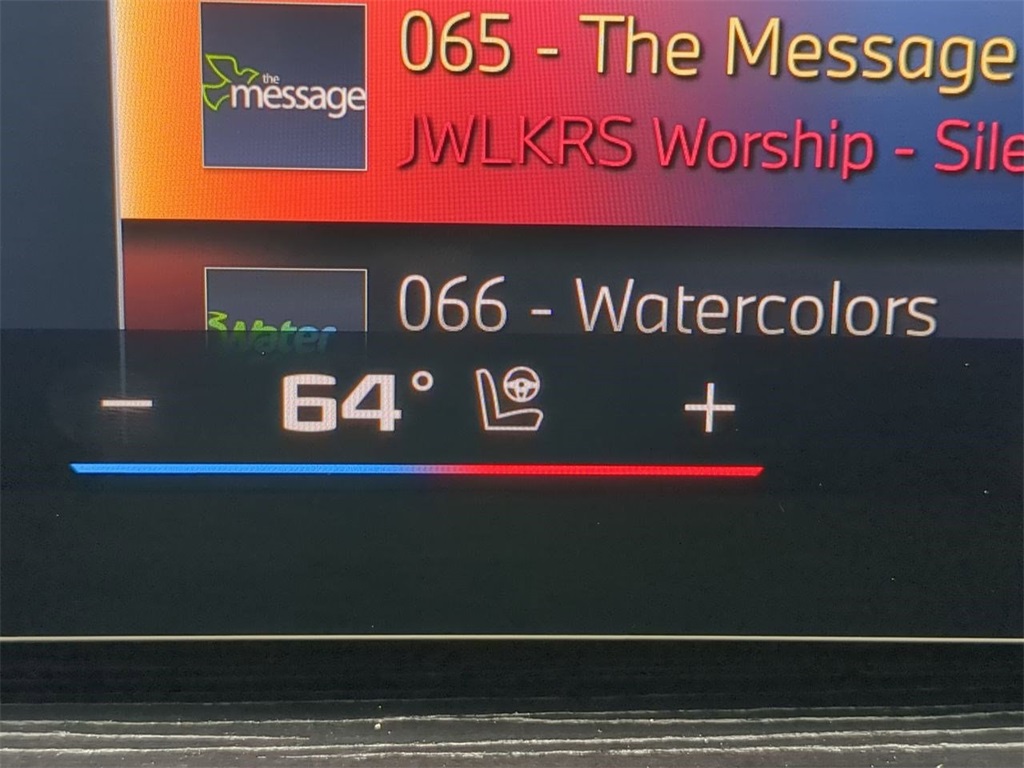 the
message
065 - The Message
JWLKRS Worship - Sile
Water
066 - Watercolors
− 64° +